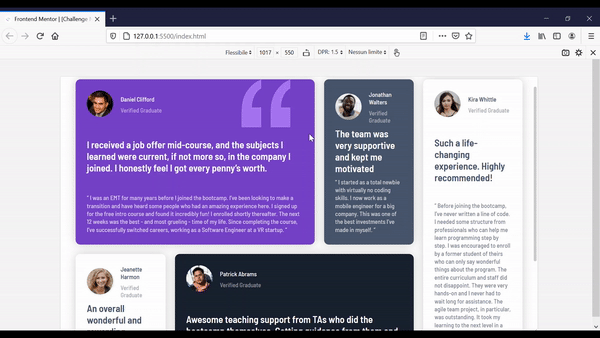 Frontend Mentor | [Challenge
127.0.0.1:5500/index.html
Flessibile 1017 × 550 DPR: 1.5 Nessun limite
Daniel Clifford
Verified Graduate
I received a job offer mid-course, and the subjects I
learned were current, if not more so, in the company I
joined. I honestly feel I got every penny's worth.
" I was an EMT for many years before I joined the bootcamp. I've been looking to make a
transition and have heard some people who had an amazing experience here. I signed up
for the free intro course and found it incredibly fun! I enrolled shortly thereafter. The next
12 weeks was the best - and most grueling - time of my life. Since completing the course,
I've successfully switched careers, working as a Software Engineer at a VR startup. "
Jonathan
Walters
Verified
Graduate
The team was
very supportive
and kept me
motivated
" I started as a total newbie
with virtually no coding
skills. I now work as a
mobile engineer for a big
company. This was one of
the best investments I've
made in myself. "
Kira Whittle
Verified Graduate
Such a life-
changing
experience. Highly
recommended!
" Before joining the bootcamp,
I've never written a line of code.
I needed some structure from
professionals who can help me
learn programming step by
step. I was encouraged to enroll
by a former student of theirs
who can only say wonderful
things about the program. The
entire curriculum and staff did
not disappoint. They were very
hands-on and I never had to
wait long for assistance. The
agile team project, in particular,
was outstanding. It took my
learning to the next level in a
Jeanette
Harmon
Verified
Graduate
An overall
wonderful and
Patrick Abrams
Verified Graduate
Awesome teaching support from TAs who did the
bootcamp themselves. Getting guidance from them and